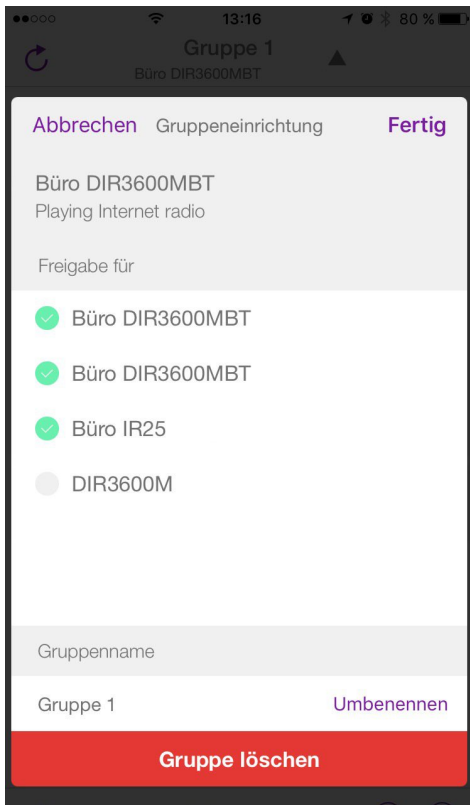 13:16
80 %
Gruppe 1
Büro DIR3600MBT
Abbrechen Gruppeneinrichtung Fertig
Büro DIR3600MBT
Playing Internet radio
Freigabe für
Büro DIR3600MBT
Büro DIR3600MBT
Büro IR25
DIR3600M
Gruppenname
Gruppe 1 Umbenennen
Gruppe löschen